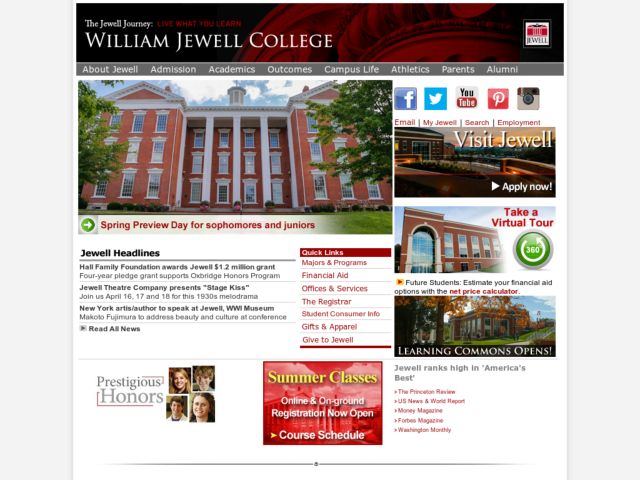 The Jewell Journey: LIVE WHAT YOU LEARN
WILLIAM JEWELL COLLEGE
JEWELL
About Jewell Admission Academics Outcomes Campus Life Athletics Parents Alumni
You Tube
Email | My Jewell | Search | Employment
Visit Jewell
Apply now!
Spring Preview Day for sophomores and juniors
Take a
Virtual Tour
360°
Jewell Headlines
Hall Family Foundation awards Jewell $1.2 million grant
Four-year pledge grant supports Oxbridge Honors Program
Jewell Theatre Company presents "Stage Kiss"
Join us April 16, 17 and 18 for this 1930s melodrama
New York artis/author to speak at Jewell, WWI Museum
Makoto Fujimura to address beauty and culture at conference
Read All News
Quick Links
Majors & Programs
Financial Aid
Offices & Services
The Registrar
Student Consumer Info
Gifts & Apparel
Give to Jewell
Future Students: Estimate your financial aid
options with the net price calculator.
LEARNING COMMONS OPENS!
Prestigious
Honors
Summer Classes
Online & On-ground
Registration Now Open
Course Schedule
Jewell ranks high in 'America's
Best'
The Princeton Review
US News & World Report
Money Magazine
Forbes Magazine
Washington Monthly